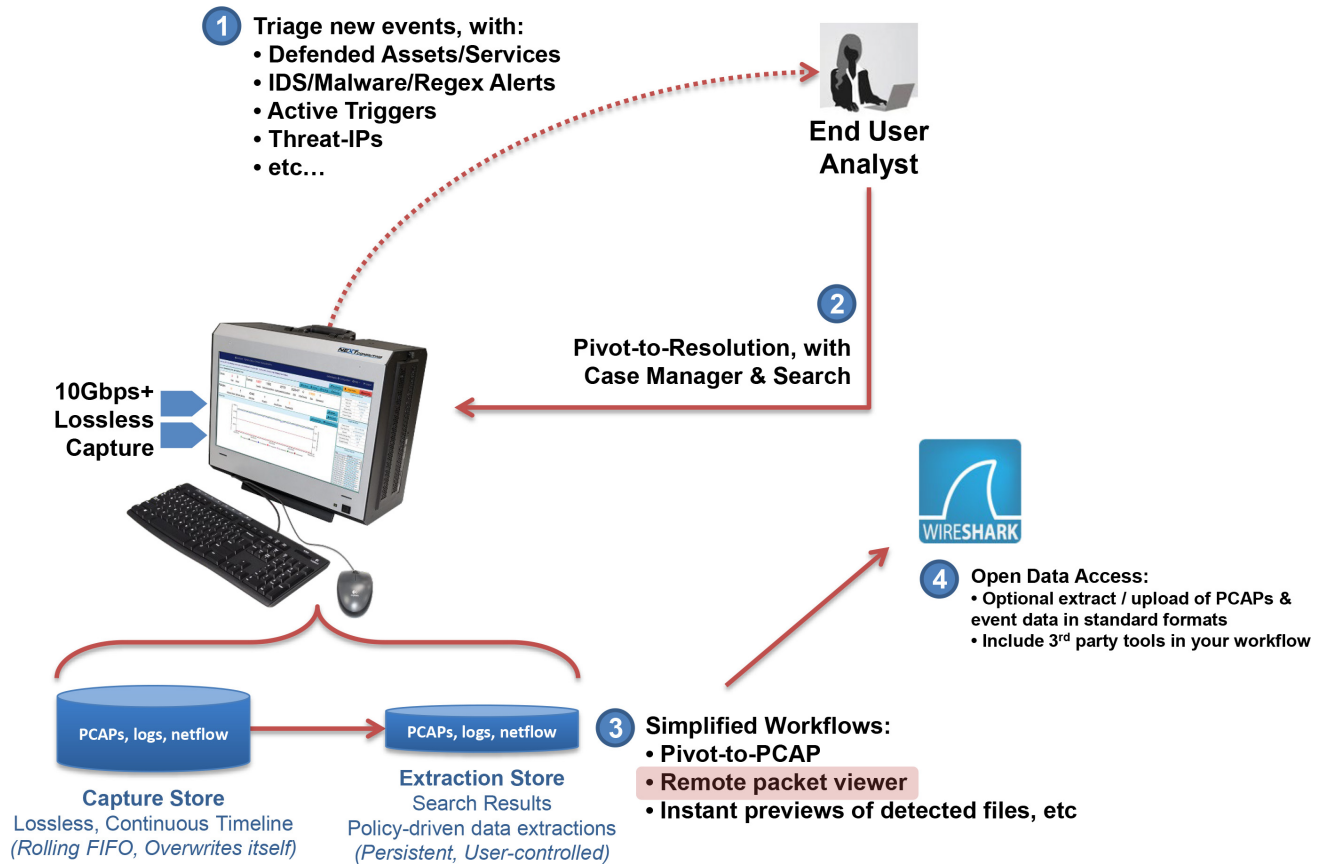 1
Triage new events, with:
• Defended Assets/Services
• IDS/Malware/Regex Alerts
• Active Triggers
• Threat-IPs
• etc…
End User
Analyst
2
Pivot-to-Resolution, with
Case Manager & Search
10Gbps+
Lossless
Capture
NEXT COMPUTING
WIRESHARK
4
Open Data Access:
• Optional extract / upload of PCAPs &
event data in standard formats
• Include 3rd party tools in your workflow
PCAPs, logs, netflow
Capture Store
Lossless, Continuous Timeline
(Rolling FIFO, Overwrites itself)
PCAPs, logs, netflow
Extraction Store
Search Results
Policy-driven data extractions
(Persistent, User-controlled)
3
Simplified Workflows:
• Pivot-to-PCAP
• Remote packet viewer
• Instant previews of detected files, etc